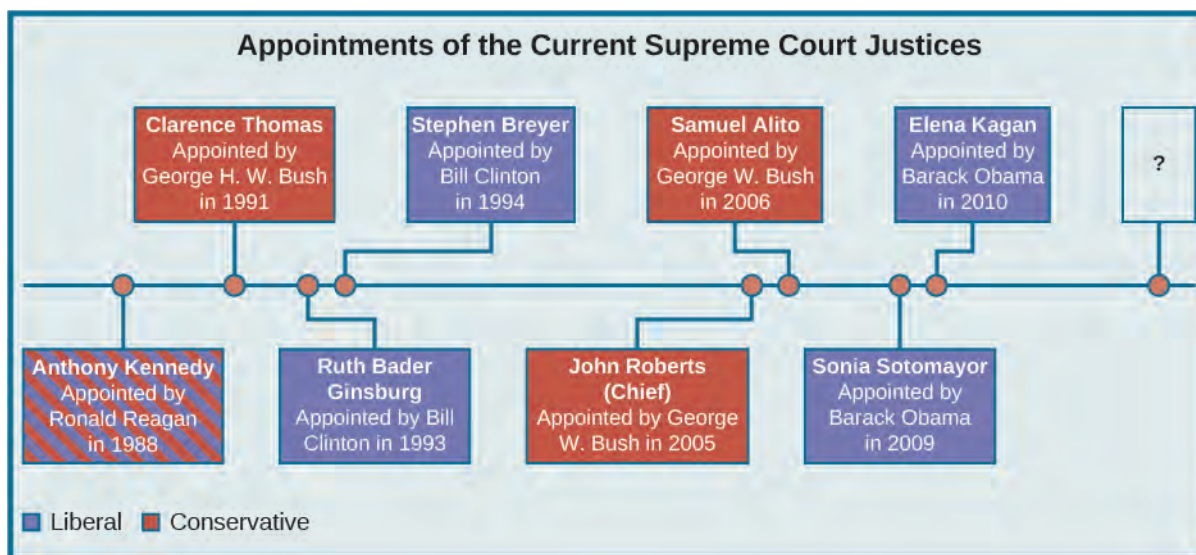 Appointments of the Current Supreme Court Justices
Clarence Thomas
Appointed by
George H. W. Bush
in 1991
Stephen Breyer
Appointed by
Bill Clinton
in 1994
Samuel Alito
Appointed by
George W. Bush
in 2006
Elena Kagan
Appointed by
Barack Obama
in 2010
?
Anthony Kennedy
Appointed by
Ronald Reagan
in 1988
Ruth Bader
Ginsburg
Appointed by Bill
Clinton in 1993
John Roberts
(Chief)
Appointed by George
W. Bush in 2005
Sonia Sotomayor
Appointed by
Barack Obama
in 2009
Liberal
Conservative